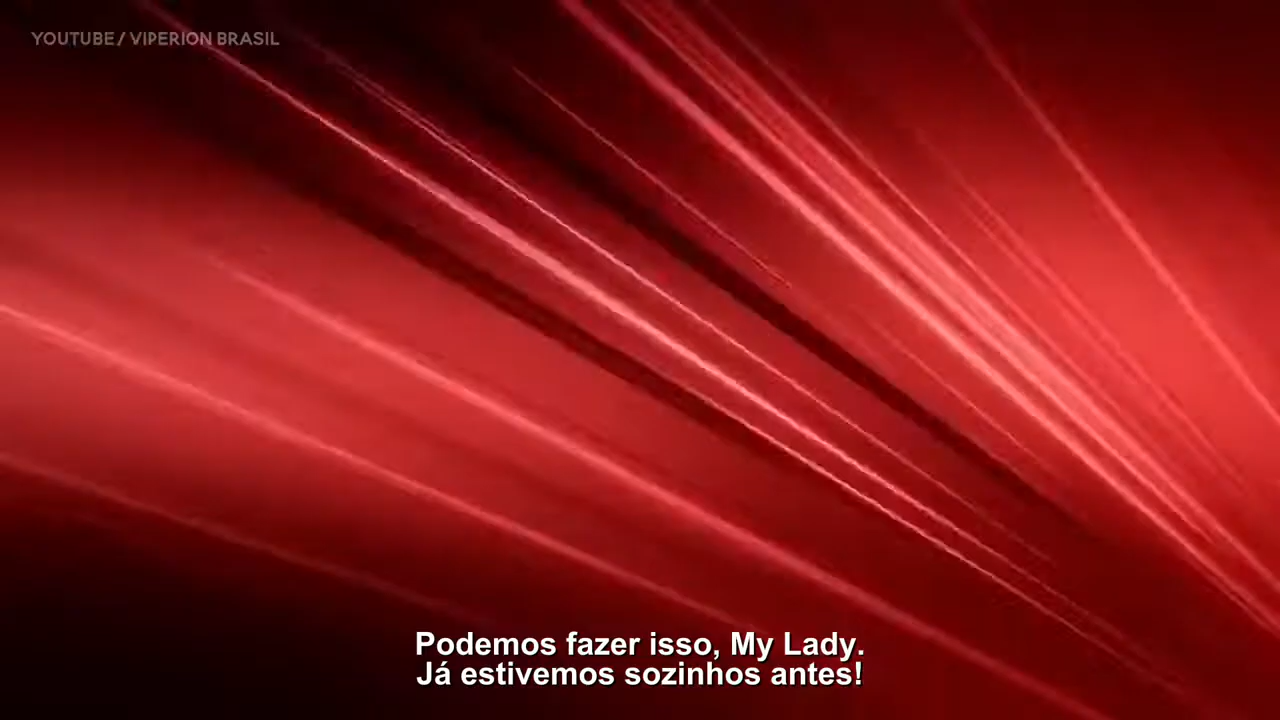 YOUTUBE / VIPERION BRASIL
Podemos fazer isso, My Lady.
Já estivemos sozinhos antes!